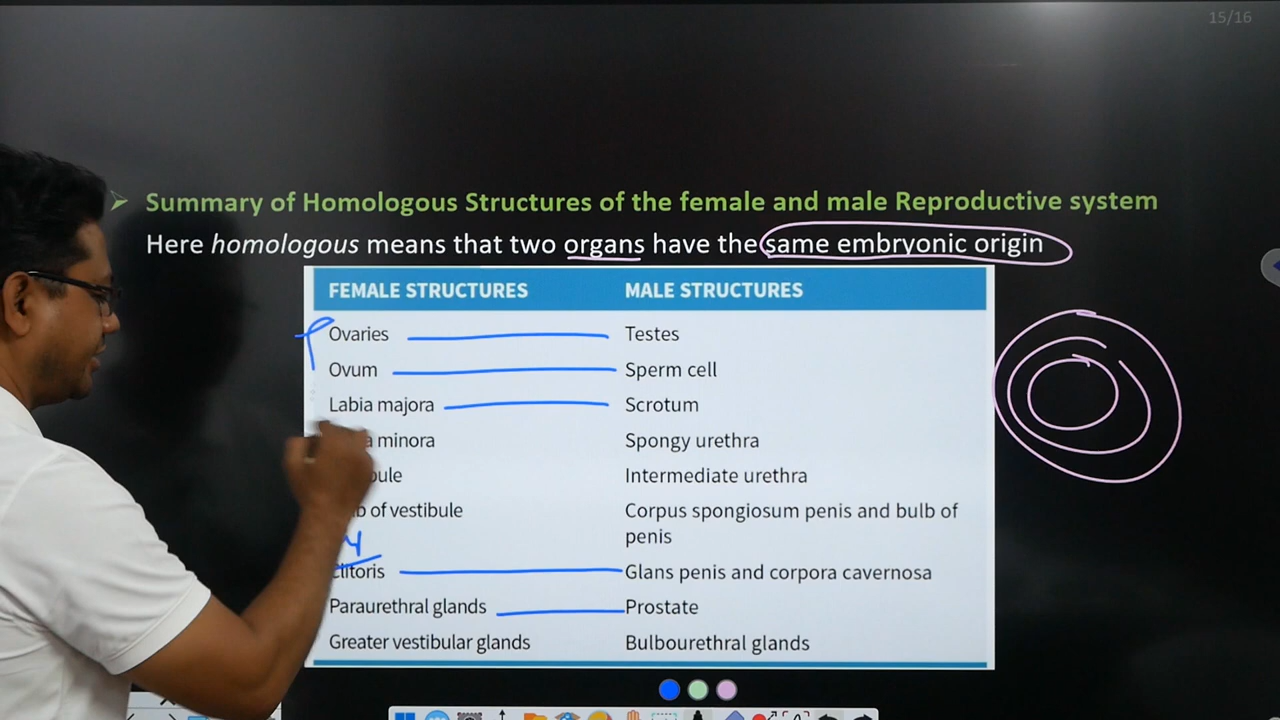 15/16
Summary of Homologous Structures of the female and male Reproductive system
Here homologous means that two organs have the same embryonic origin
FEMALE STRUCTURES MALE STRUCTURES
Ovaries Testes
Ovum Sperm cell
Labia majora Scrotum
minora Spongy urethra
Intermediate urethra
of vestibule Corpus spongiosum penis and bulb of
penis
Clitoris Glans penis and corpora cavernosa
Paraurethral glands Prostate
Greater vestibular glands Bulbourethral glands